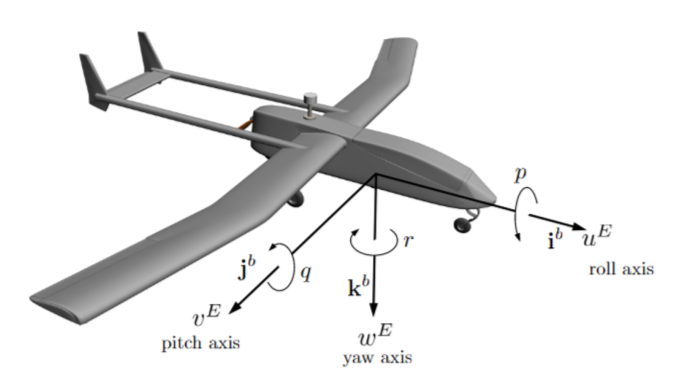 p
i^b u^E
roll axis
r
j^b q
k^b
v^E
pitch axis
w^E
yaw axis